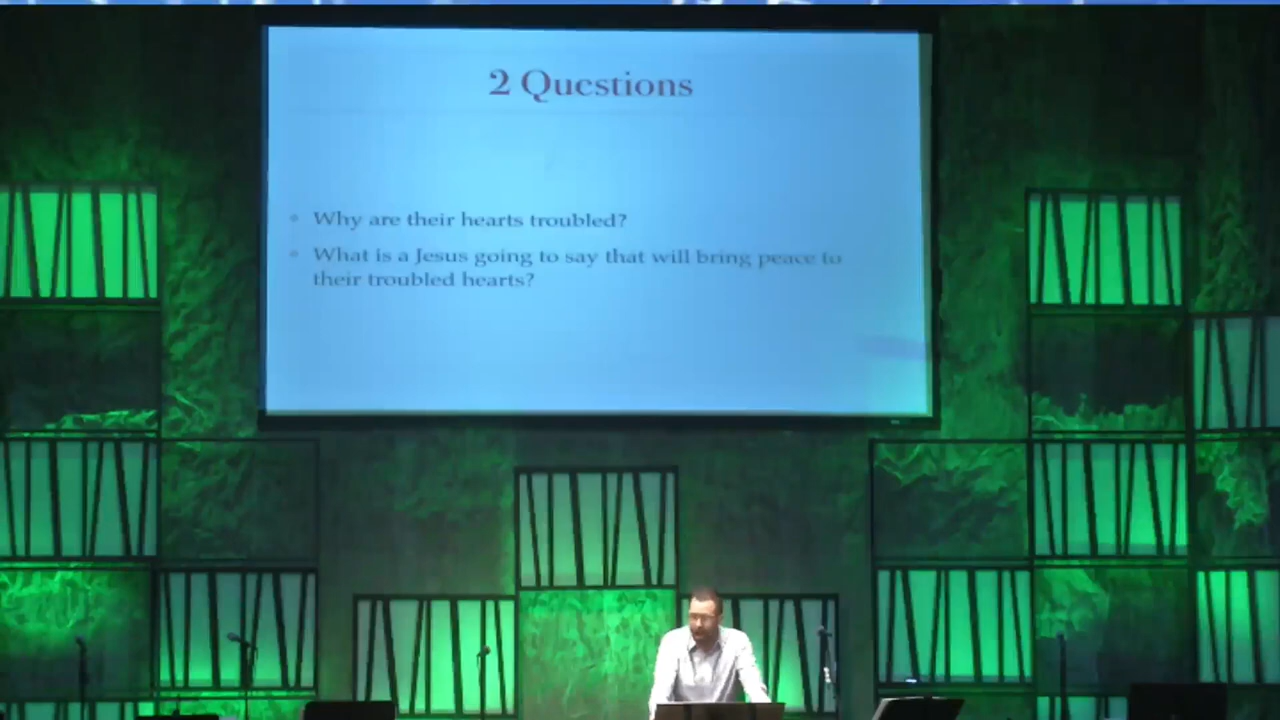 2 Questions
Why are their hearts troubled?
What is a Jesus going to say that will bring peace to
their troubled hearts?